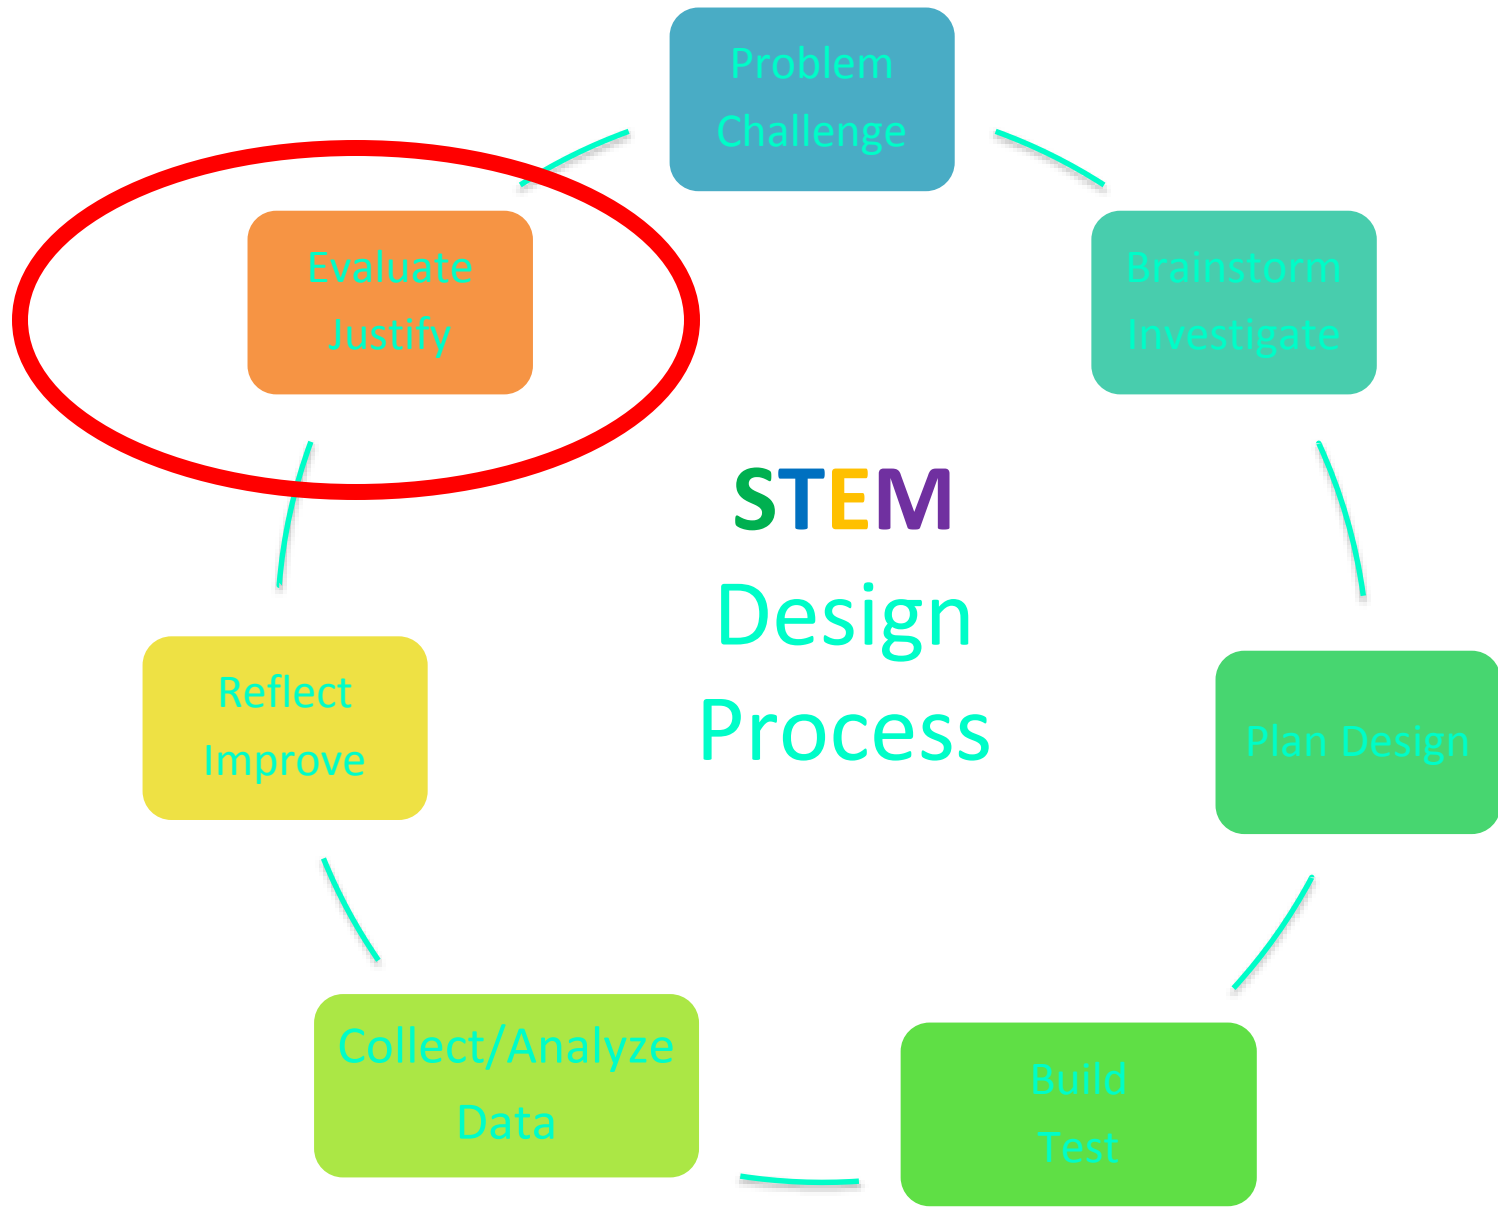 Problem
Challenge
Evaluate
Justify
Brainstorm
Investigate
STEM
Design
Process
Reflect
Improve
Plan Design
Collect/Analyze
Data
Build
Test